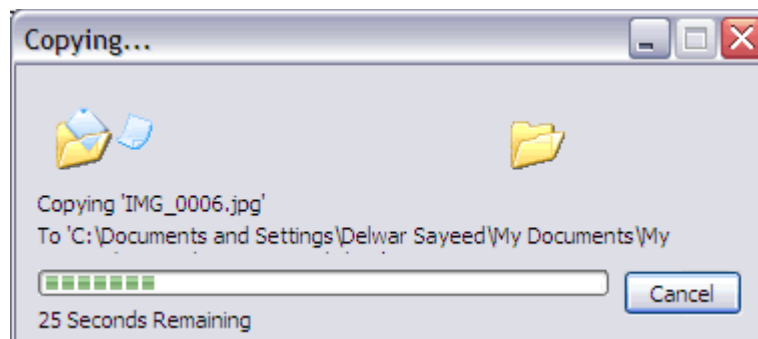 Copying...
Copying 'IMG_0006.jpg'
To 'C:\Documents and Settings\Delwar Sayeed\My Documents\My
Cancel
25 Seconds Remaining